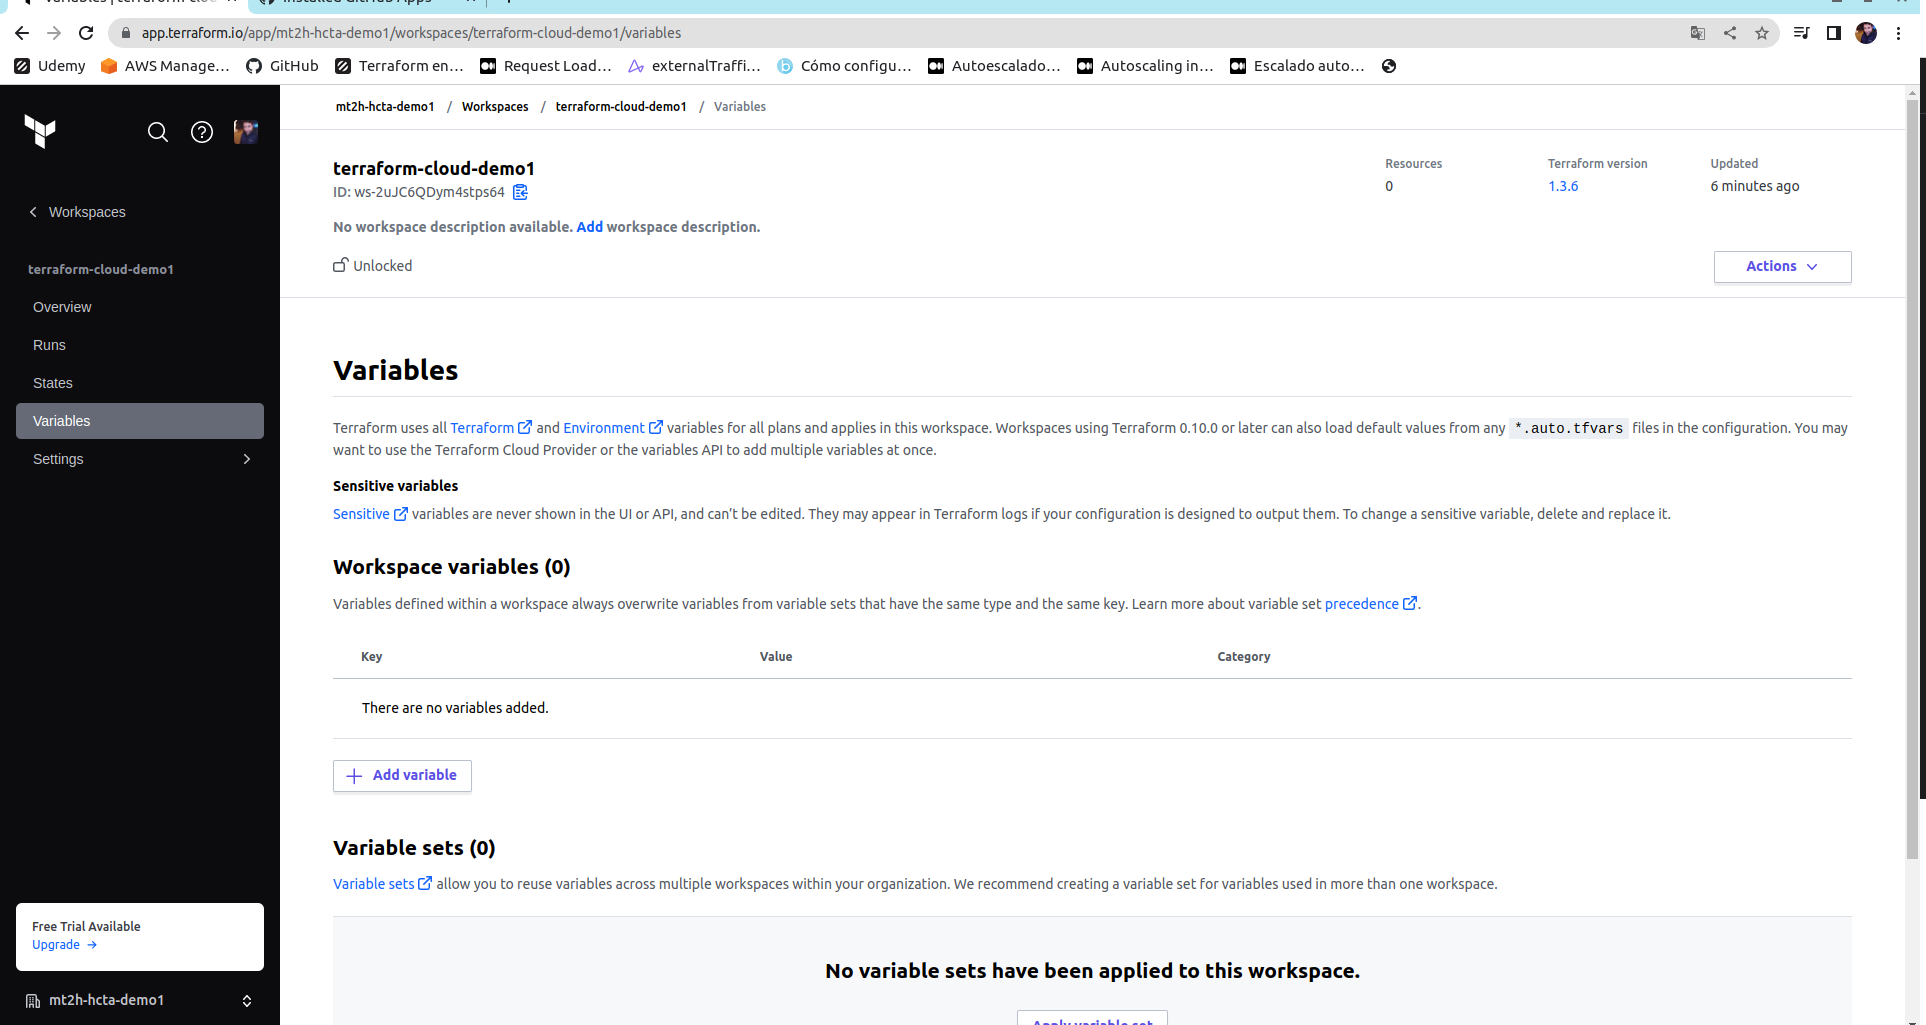 Variables | terraform-clou
Installed GitHub Apps
app.terraform.io/app/mt2h-hcta-demo1/workspaces/terraform-cloud-demo1/variables
Udemy AWS Manage... GitHub Terraform en... Request Load... externalTraffi... Cómo configu... Autoescalado... Autoscaling in... Escalado auto...
mt2h-hcta-demo1 / Workspaces / terraform-cloud-demo1 / Variables
terraform-cloud-demo1
ID: ws-2uJC6QDym4stps64
No workspace description available. Add workspace description.
Unlocked
Resources
0
Terraform version
1.3.6
Updated
6 minutes ago
Actions
Workspaces
terraform-cloud-demo1
Overview
Runs
States
Variables
Settings
Free Trial Available
Upgrade →
mt2h-hcta-demo1
Variables
Terraform uses all Terraform and Environment variables for all plans and applies in this workspace. Workspaces using Terraform 0.10.0 or later can also load default values from any *.auto.tfvars files in the configuration. You may
want to use the Terraform Cloud Provider or the variables API to add multiple variables at once.
Sensitive variables
Sensitive variables are never shown in the UI or API, and can't be edited. They may appear in Terraform logs if your configuration is designed to output them. To change a sensitive variable, delete and replace it.
Workspace variables (0)
Variables defined within a workspace always overwrite variables from variable sets that have the same type and the same key. Learn more about variable set precedence.
Key Value Category
There are no variables added.
+ Add variable
Variable sets (0)
Variable sets allow you to reuse variables across multiple workspaces within your organization. We recommend creating a variable set for variables used in more than one workspace.
No variable sets have been applied to this workspace.
Apply variable set